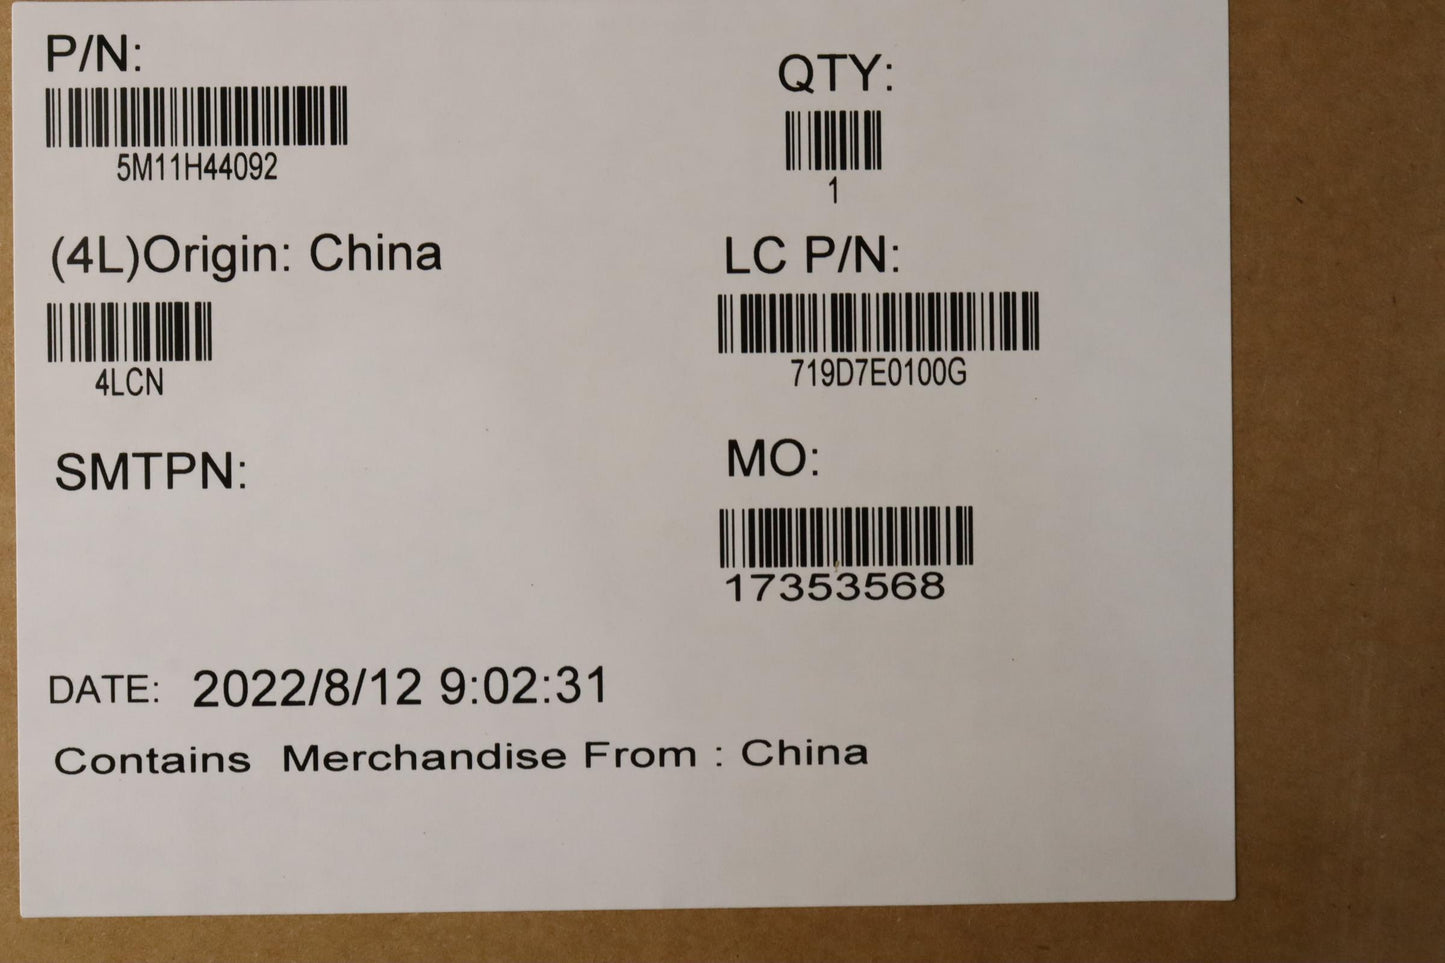 P/N:
5M11H44092
QTY:
1
(4L)Origin: China
4LCN
LC P/N:
719D7E0100G
SMTPN:
MO:
17353568
DATE: 2022/8/12 9:02:31
Contains Merchandise From : China